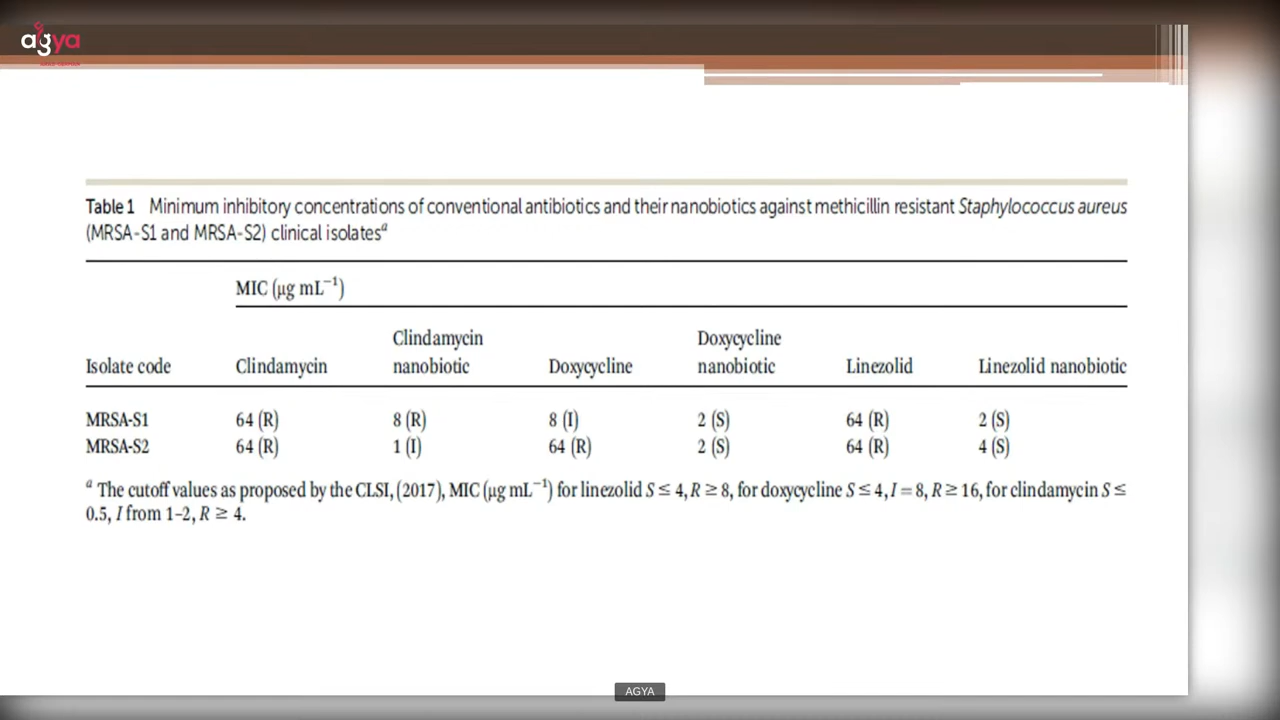 agya
Table 1 Minimum inhibitory concentrations of conventional antibiotics and their nanobiotics against methicillin resistant Staphylococcus aureus
(MRSA-S1 and MRSA-S2) clinical isolatesᵃ
MIC (μg mL⁻¹)
Isolate code Clindamycin Clindamycin nanobiotic Doxycycline Doxycycline nanobiotic Linezolid Linezolid nanobiotic
MRSA-S1 64 (R) 8 (R) 8 (I) 2 (S) 64 (R) 2 (S)
MRSA-S2 64 (R) 1 (I) 64 (R) 2 (S) 64 (R) 4 (S)
ᵃ The cutoff values as proposed by the CLSI, (2017), MIC (μg mL⁻¹) for linezolid S ≤ 4, R ≥ 8, for doxycycline S ≤ 4, I = 8, R ≥ 16, for clindamycin S ≤
0.5, I from 1–2, R ≥ 4.
AGYA